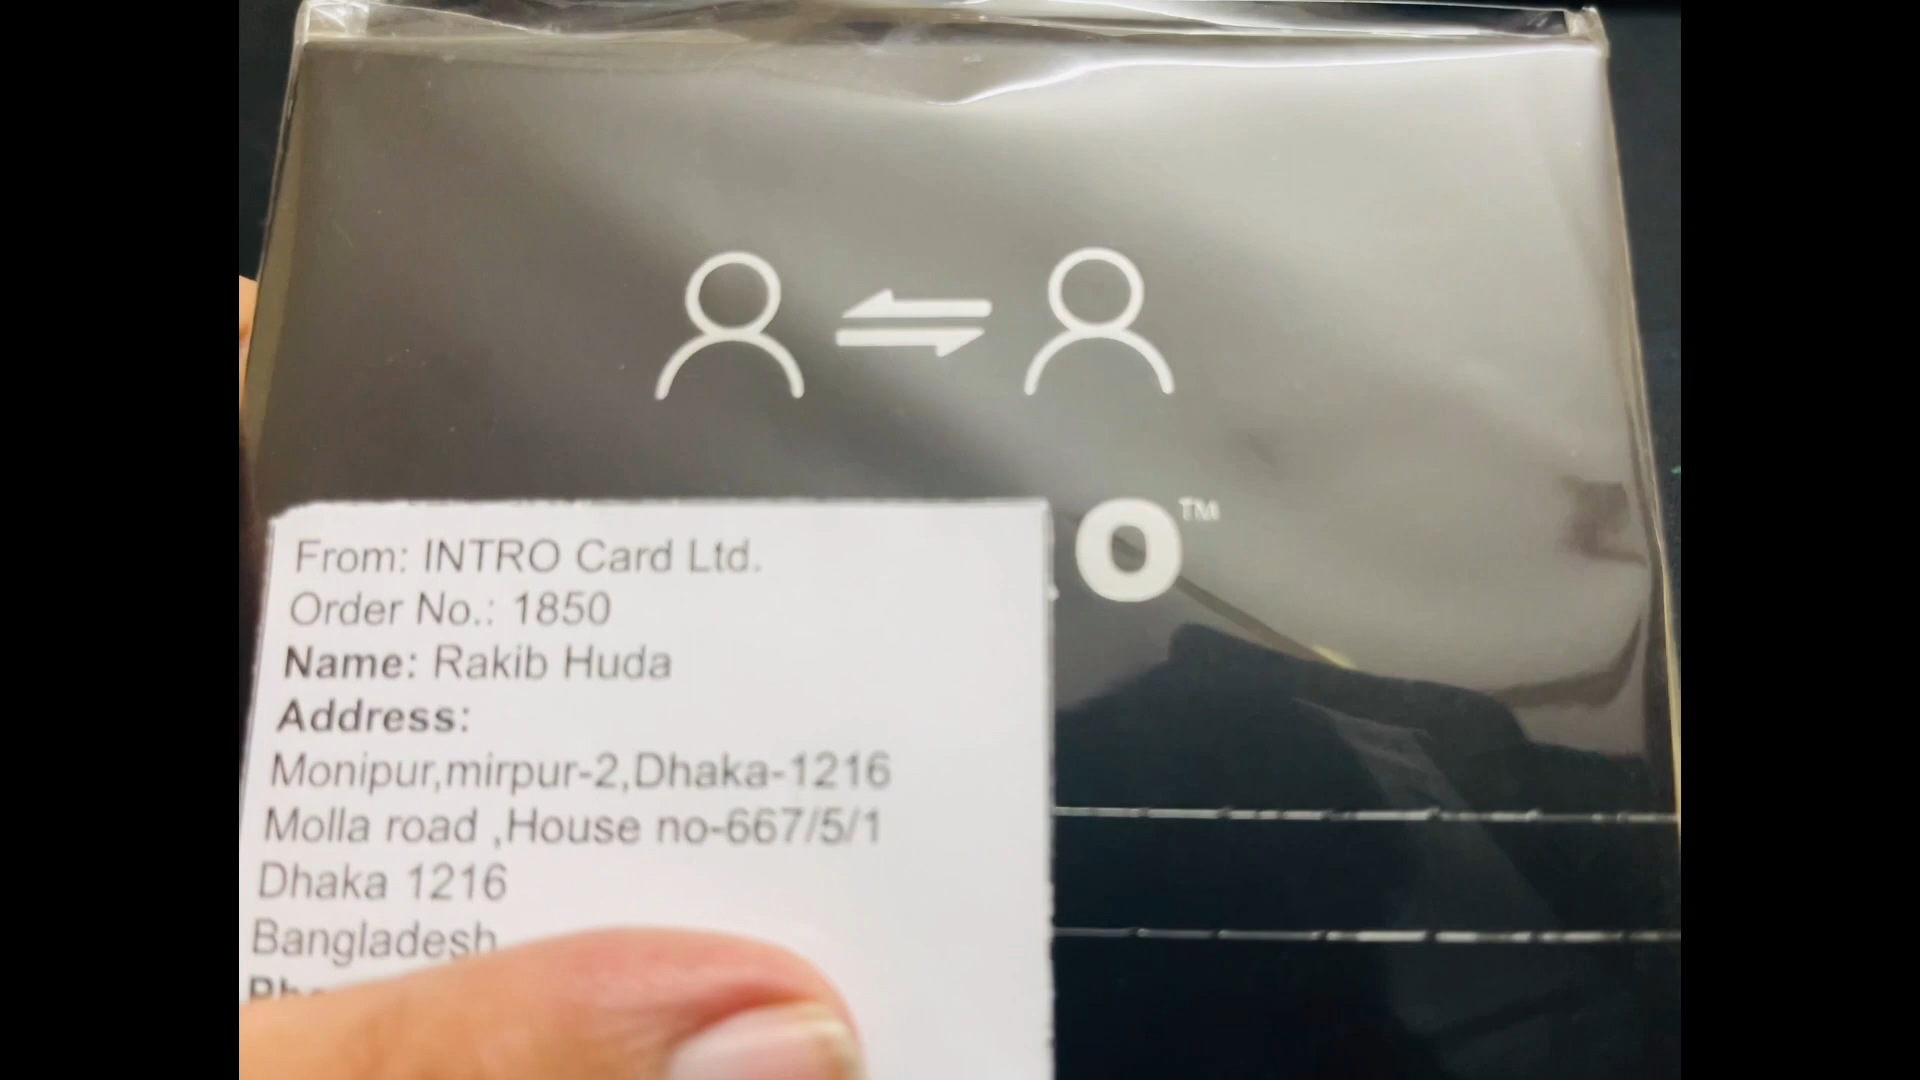 O™
From: INTRO Card Ltd.
Order No.: 1850
Name: Rakib Huda
Address:
Monipur,mirpur-2,Dhaka-1216
Molla road ,House no-667/5/1
Dhaka 1216
Bangladesh